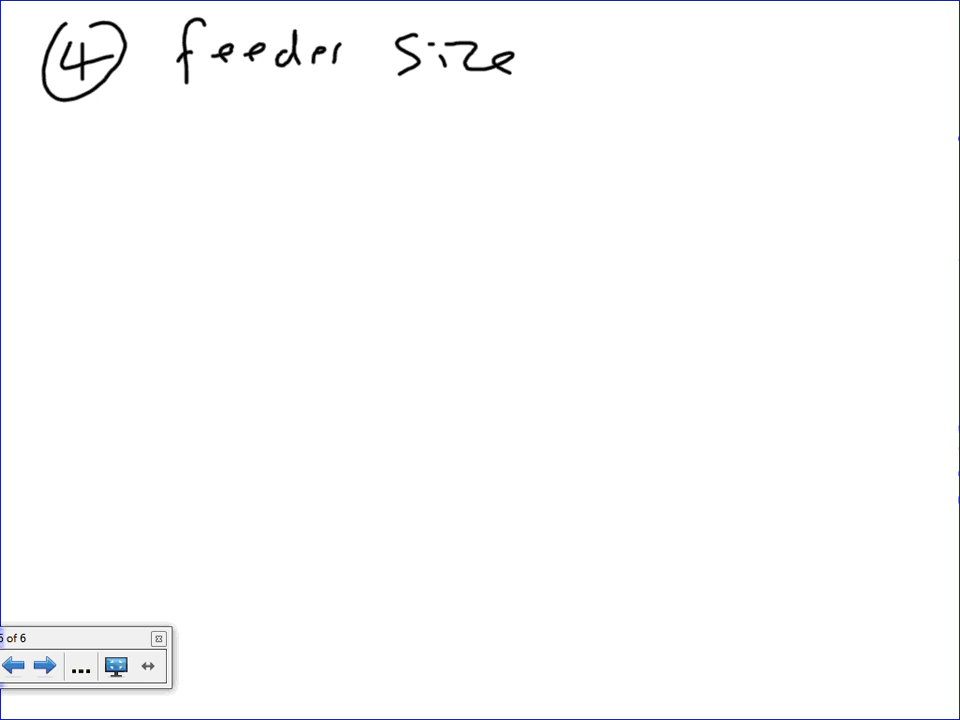 ④ feeder size
6 of 6
...